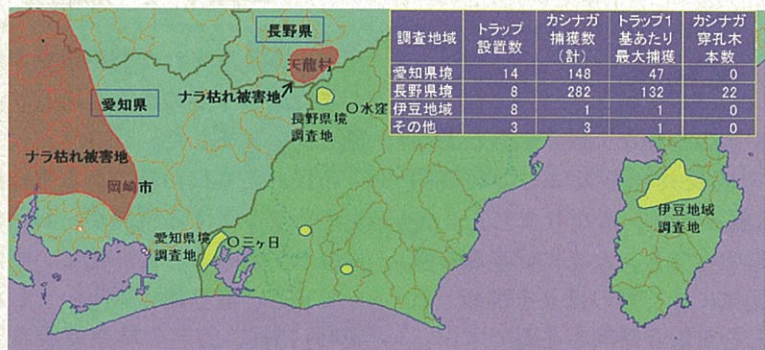 長野県
天龍村
ナラ枯れ被害地
愛知県
長野県境
調査地
水窪
ナラ枯れ被害地
岡崎市
愛知県境
調査地
三ヶ日
伊豆地域
調査地
調査地域 トラップ設置数 カシナガ捕獲数(計) トラップ1基あたり最大捕獲 カシナガ穿孔木本数
愛知県境 14 148 47 0
長野県境 8 282 132 22
伊豆地域 8 1 1 0
その他 3 3 1 0